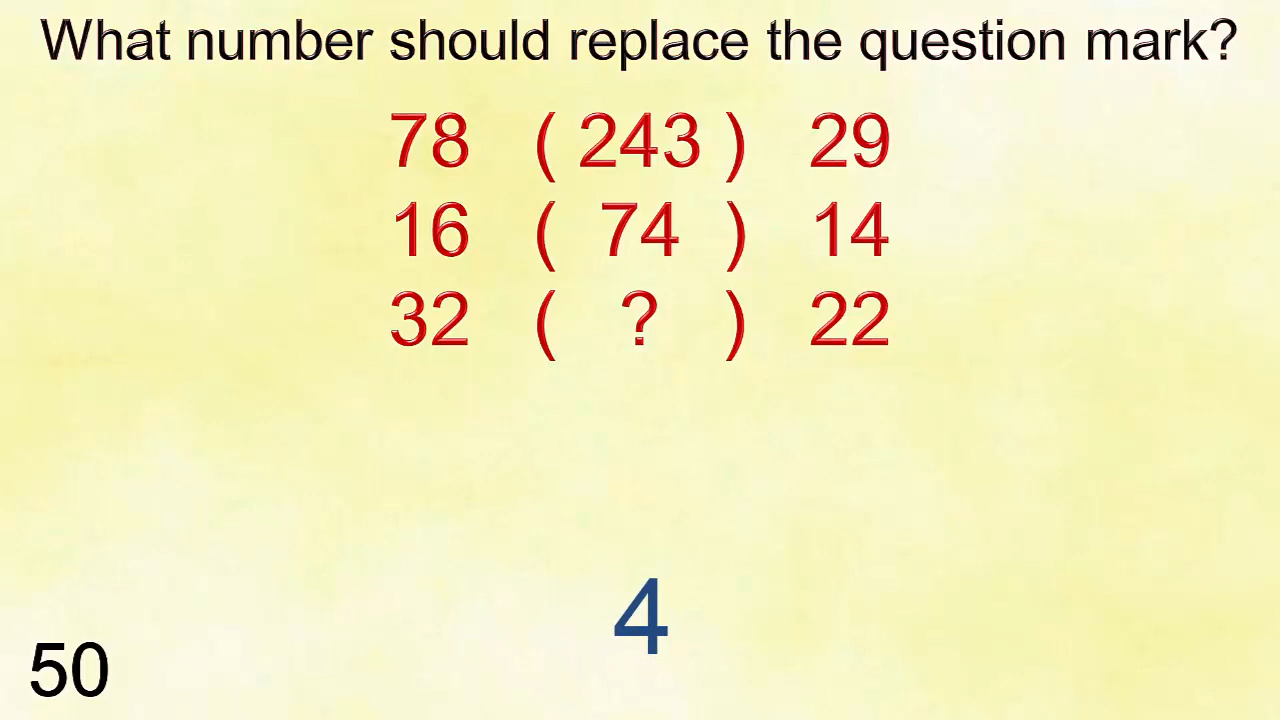 What number should replace the question mark?
78 ( 243 ) 29
16 ( 74 ) 14
32 ( ? ) 22
4
50